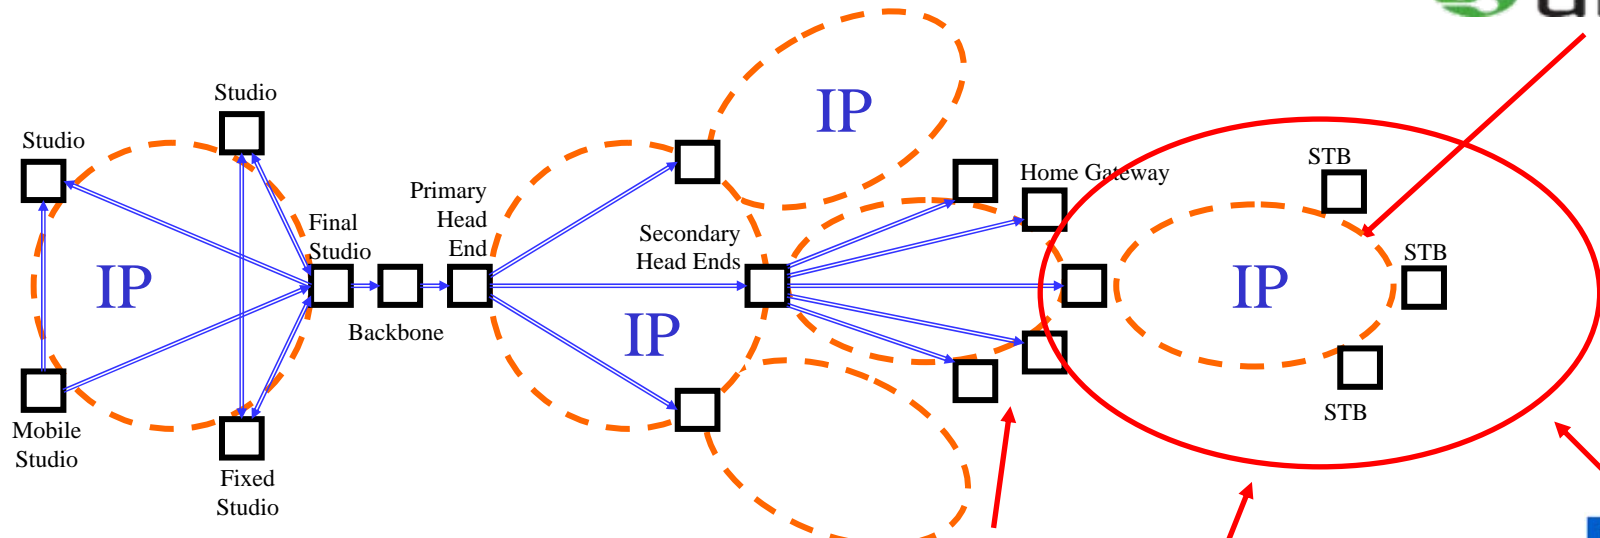 Studio
Studio
Mobile
Studio
Fixed
Studio
IP
Final
Studio
Backbone
Primary
Head
End
IP
Secondary
Head Ends
IP
Home Gateway
IP
STB
STB
STB